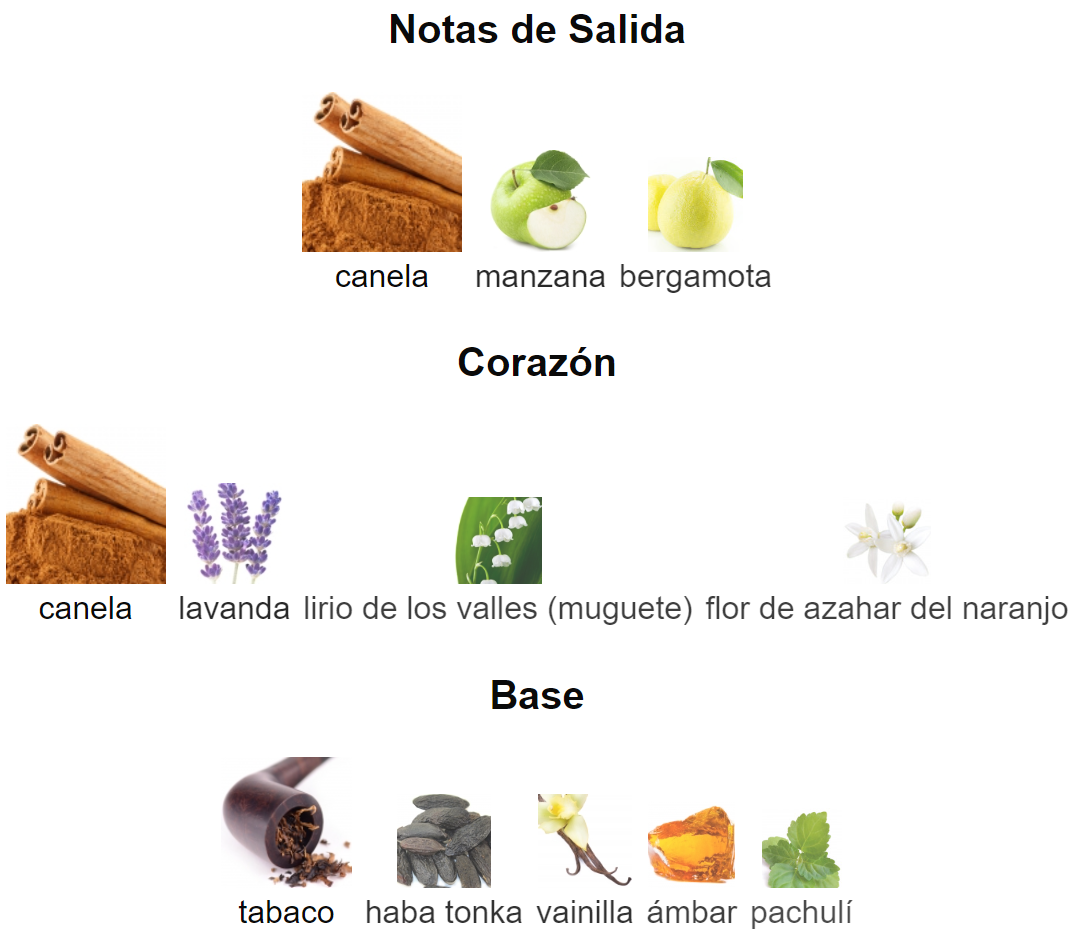 Notas de Salida
canela manzana bergamota
Corazón
canela lavanda lirio de los valles (muguete) flor de azahar del naranjo
Base
tabaco haba tonka vainilla ámbar pachulí